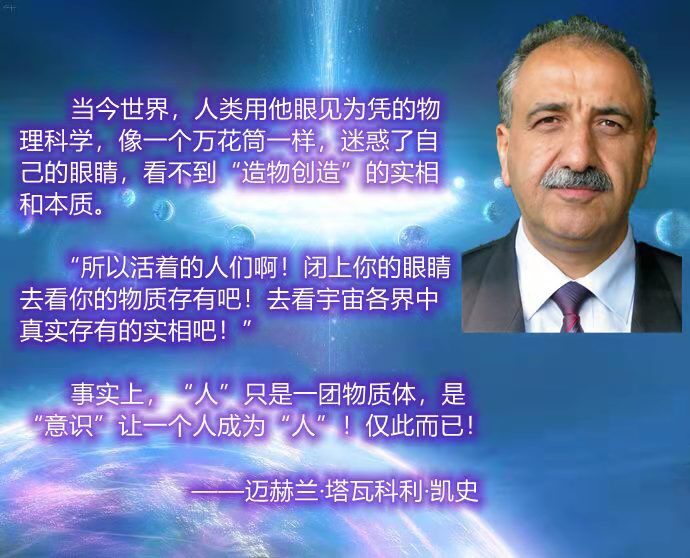 当今世界，人类用他眼见为凭的物
理科学，像一个万花筒一样，迷惑了自
己的眼睛，看不到“造物创造”的实相
和本质。
“所以活着的人们啊！闭上你的眼睛
去看你的物质存有吧！去看宇宙各界中
真实存有的实相吧！”
事实上，“人”只是一团物质体，是
“意识”让一个人成为“人”！仅此而已！
——迈赫兰·塔瓦科利·凯史